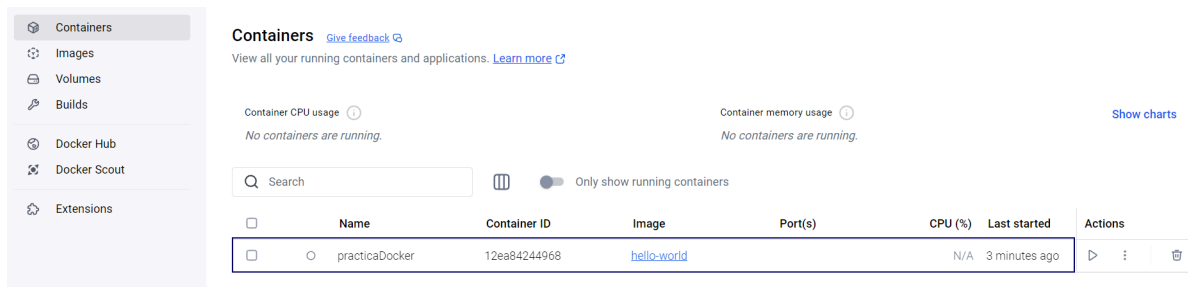 Containers
Images
Volumes
Builds
Docker Hub
Docker Scout
Extensions
Containers Give feedback
View all your running containers and applications. Learn more
Container CPU usage
No containers are running.
Container memory usage
No containers are running.
Show charts
Search
Only show running containers
Name Container ID Image Port(s) CPU (%) Last started Actions
practicaDocker 12ea84244968 hello-world N/A 3 minutes ago